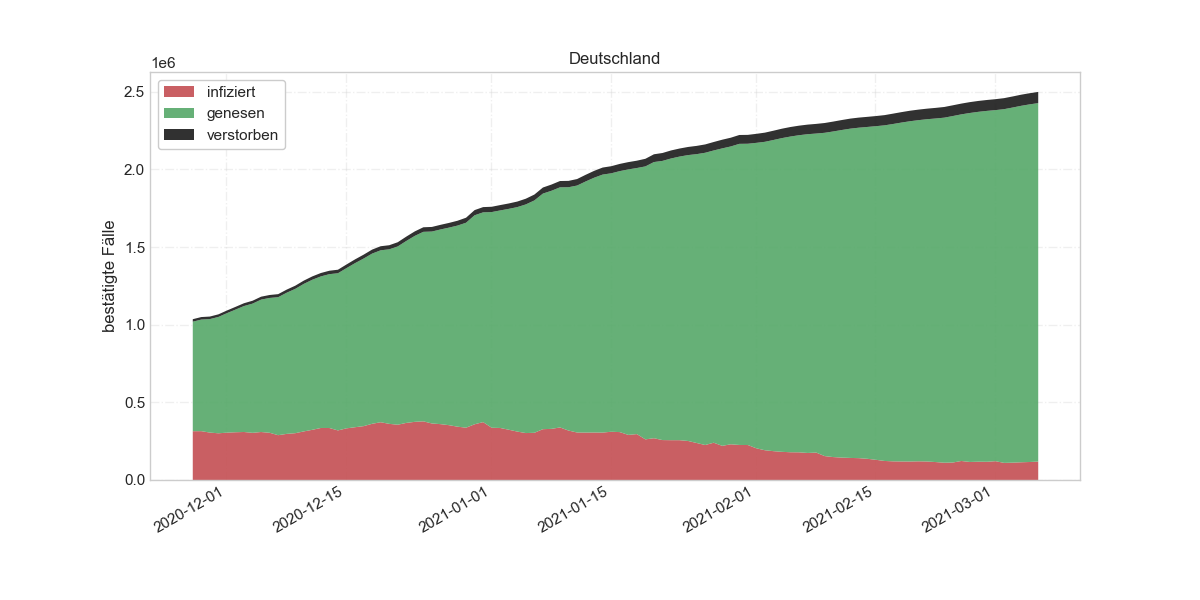 Deutschland
1e6
infiziert
genesen
verstorben
bestätigte Fälle
2.5
2.0
1.5
1.0
0.5
0.0
2020-12-01
2020-12-15
2021-01-01
2021-01-15
2021-02-01
2021-02-15
2021-03-01